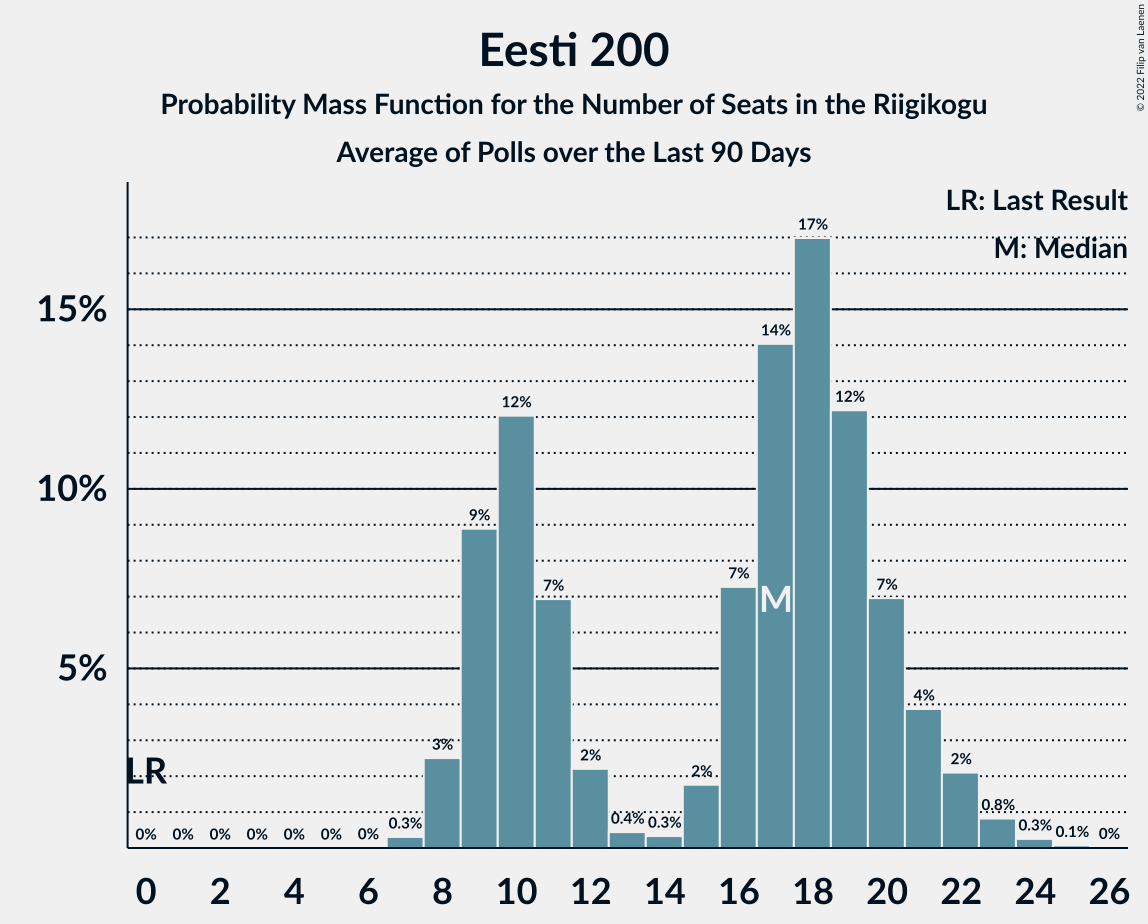 Eesti 200
Probability Mass Function for the Number of Seats in the Riigikogu
Average of Polls over the Last 90 Days
© 2022 Filip van Laenen
LR: Last Result
M: Median
15%
10%
5%
LR
M
0% 0% 0% 0% 0% 0% 0% 0.3% 3% 9% 12% 7% 2% 0.4% 0.3% 2% 7% 14% 17% 12% 7% 4% 2% 0.8% 0.3% 0.1% 0%
0 2 4 6 8 10 12 14 16 18 20 22 24 26